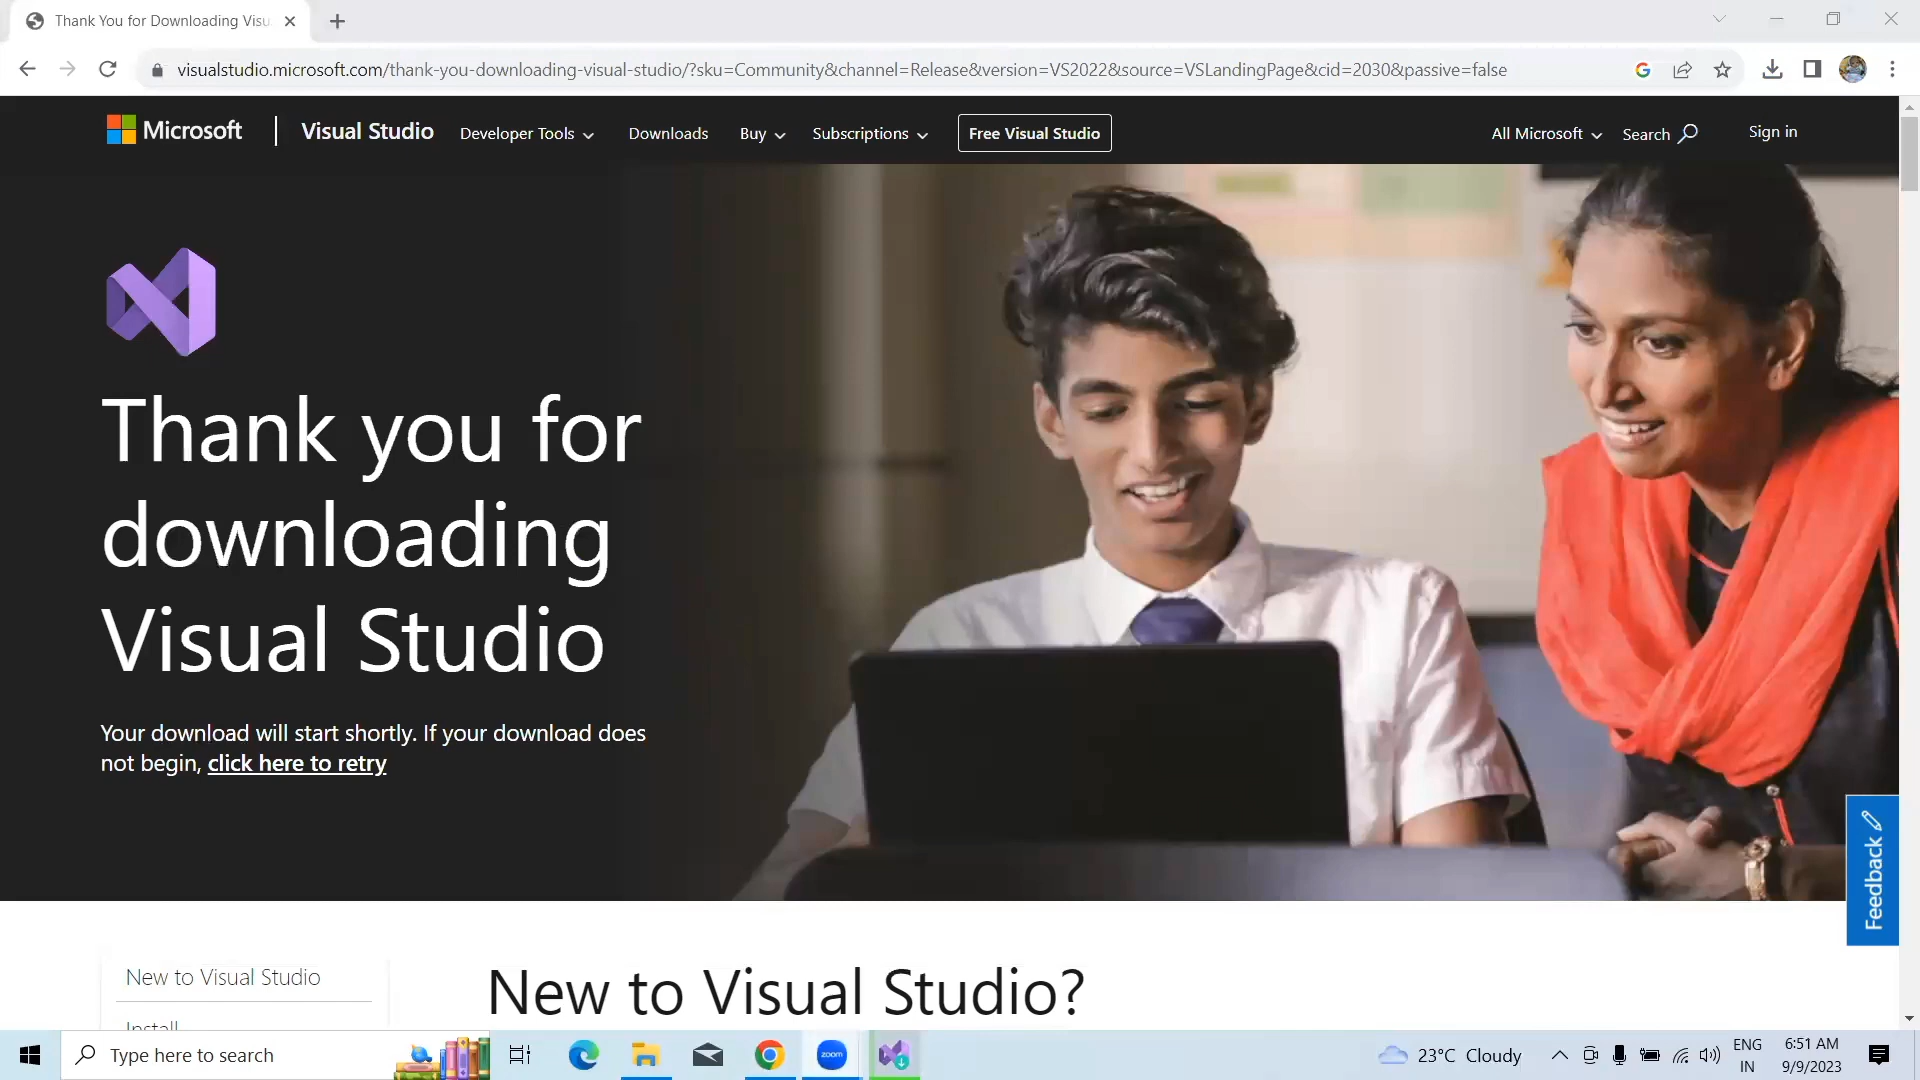 Thank You for Downloading Visu
visualstudio.microsoft.com/thank-you-downloading-visual-studio/?sku=Community&channel=Release&version=VS2022&source=VSLandingPage&cid=2030&passive=false
Microsoft Visual Studio Developer Tools Downloads Buy Subscriptions Free Visual Studio All Microsoft Search Sign in
Thank you for
downloading
Visual Studio
Your download will start shortly. If your download does
not begin, click here to retry
Feedback
New to Visual Studio
Install
New to Visual Studio?
Type here to search
zoom
23°C Cloudy
ENG
IN
6:51 AM
9/9/2023